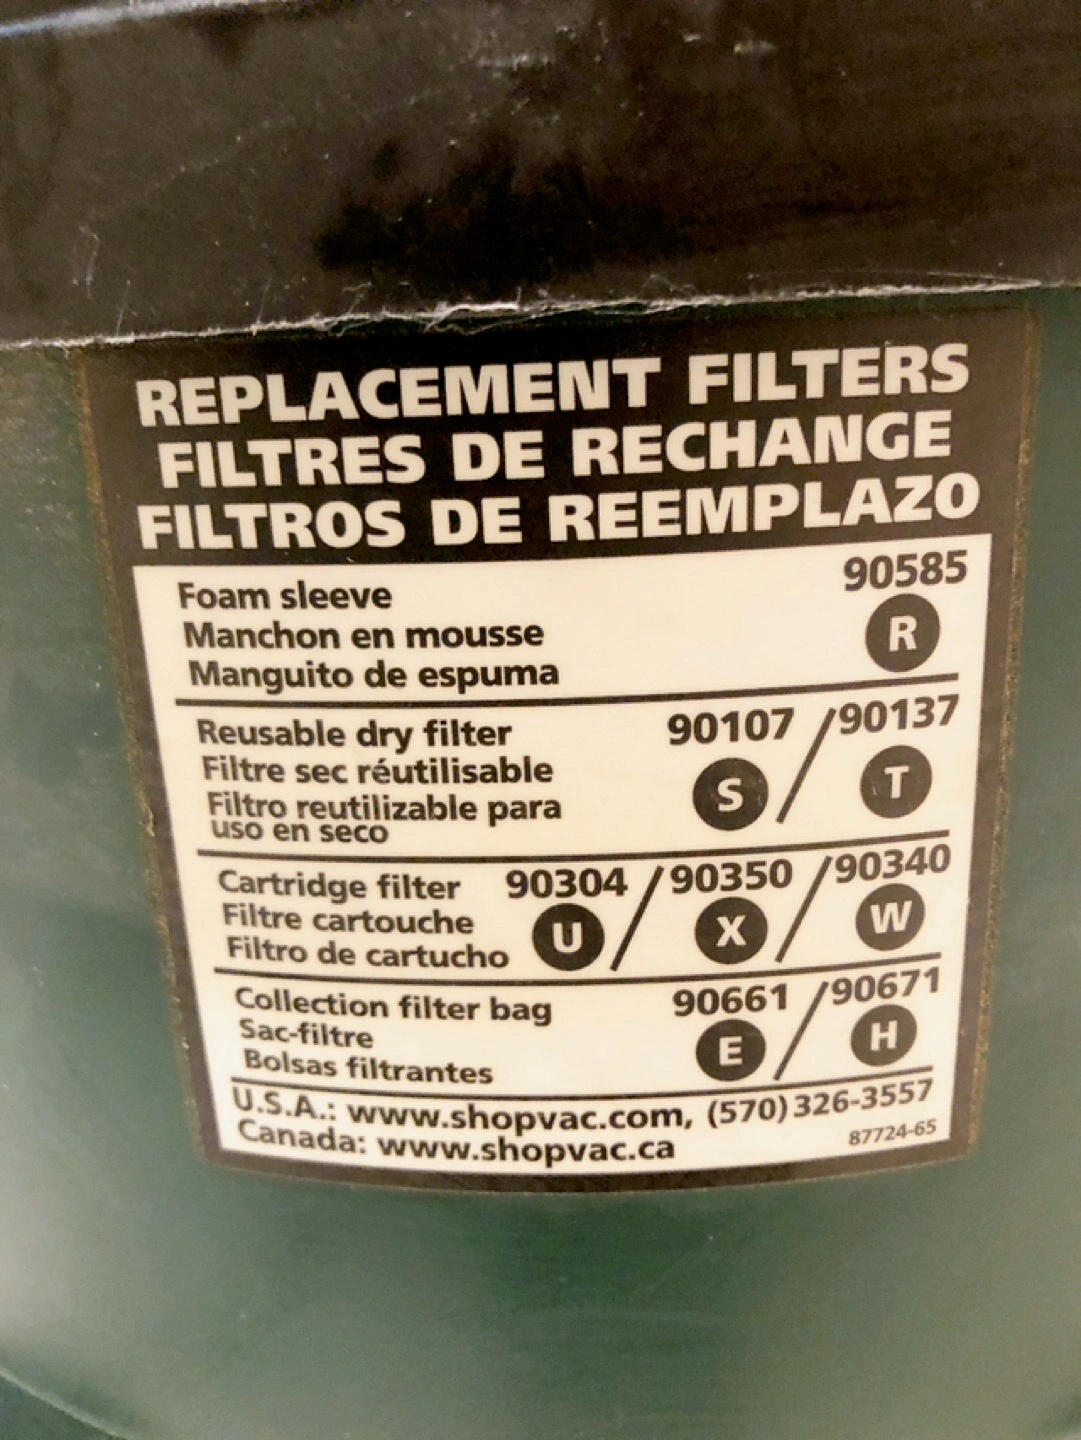 REPLACEMENT FILTERS
FILTRES DE RECHANGE
FILTROS DE REEMPLAZO
Foam sleeve 90585
Manchon en mousse R
Manguito de espuma
Reusable dry filter 90107 / 90137
Filtre sec réutilisable S T
Filtro reutilizable para
uso en seco
Cartridge filter 90304 / 90350 / 90340
Filtre cartouche U X W
Filtro de cartucho
Collection filter bag 90661 / 90671
Sac-filtre E H
Bolsas filtrantes
U.S.A.: www.shopvac.com, (570) 326-3557
Canada: www.shopvac.ca 87724-65